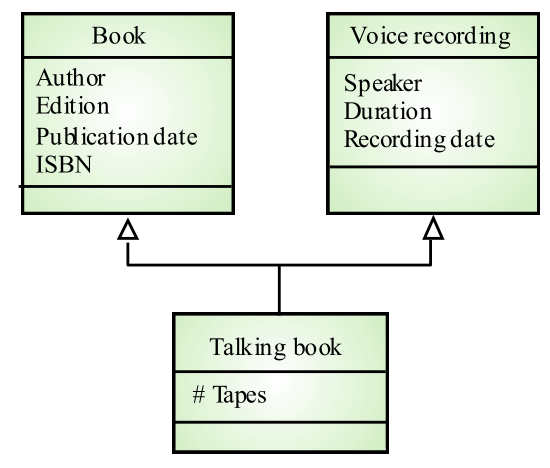 Book
Author
Edition
Publication date
ISBN
Voice recording
Speaker
Duration
Recording date
Talking book
# Tapes